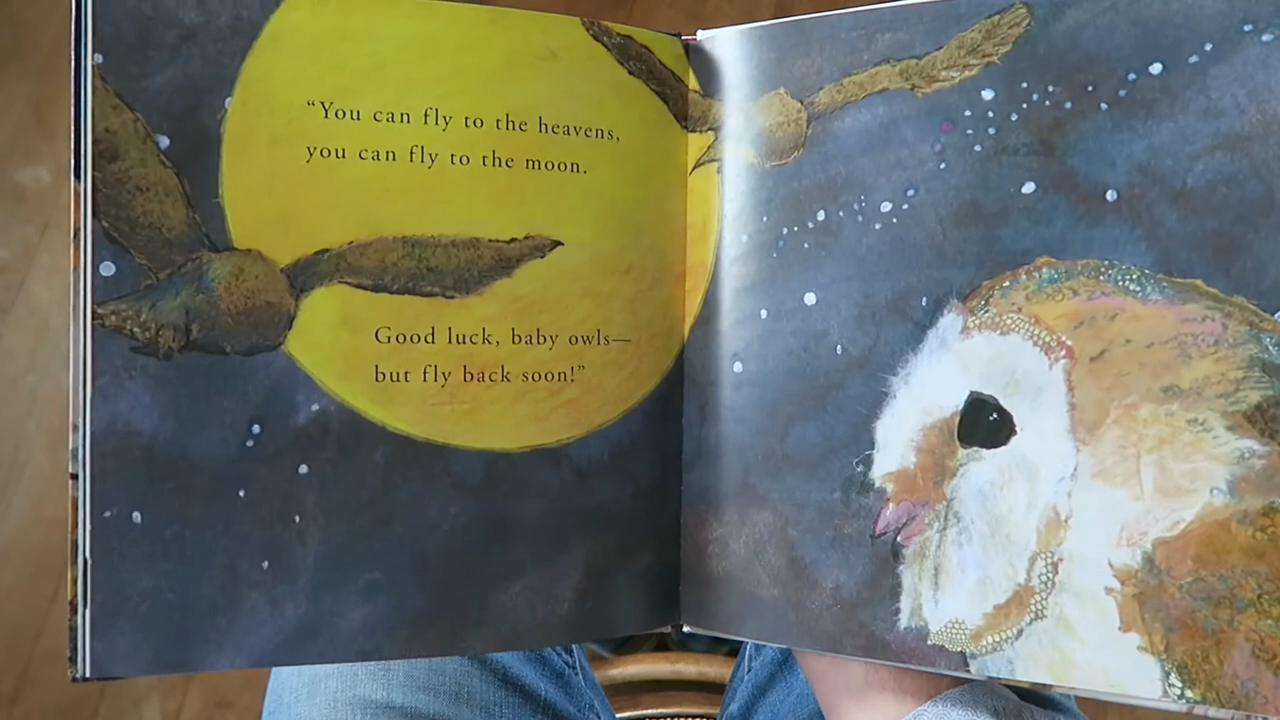 “You can fly to the heavens,
you can fly to the moon.
Good luck, baby owls—
but fly back soon!”